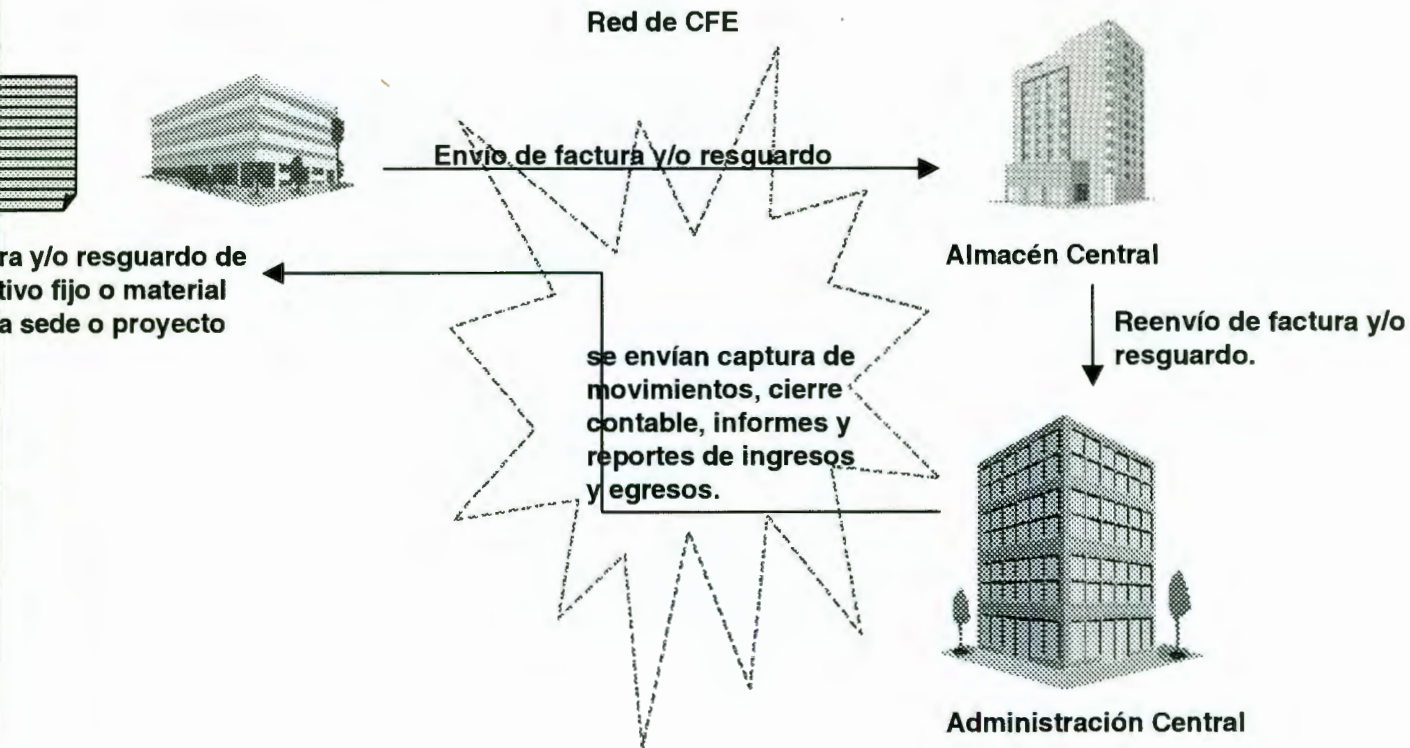 Red de CFE
Envío de factura y/o resguardo
ra y/o resguardo de
tivo fijo o material
a sede o proyecto
Almacén Central
Reenvío de factura y/o
resguardo.
se envían captura de
movimientos, cierre
contable, informes y
reportes de ingresos
y egresos.
Administración Central